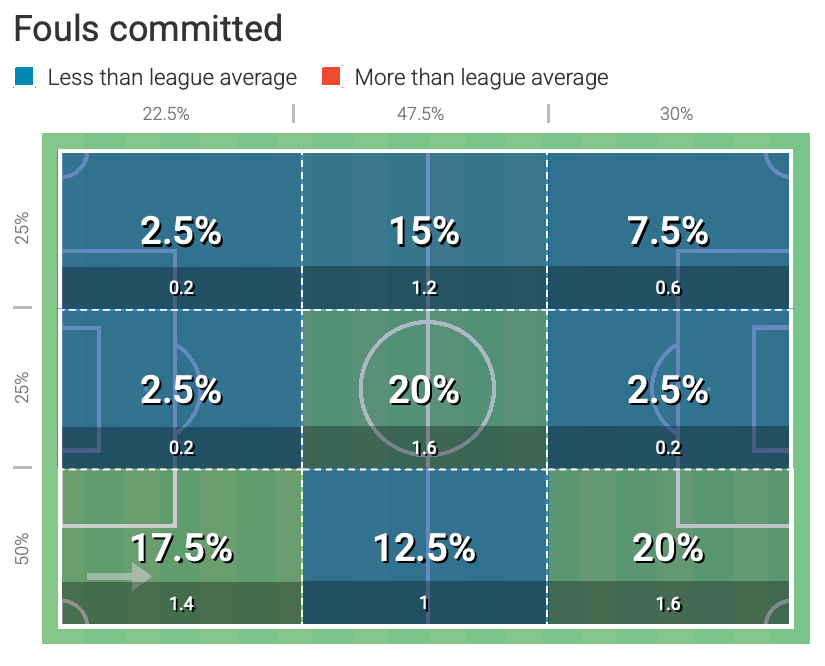 Fouls committed
Less than league average More than league average
22.5% 47.5% 30%
25%
2.5% 15% 7.5%
0.2 1.2 0.6
25%
2.5% 20% 2.5%
0.2 1.6 0.2
50%
17.5% 12.5% 20%
1.4 1 1.6